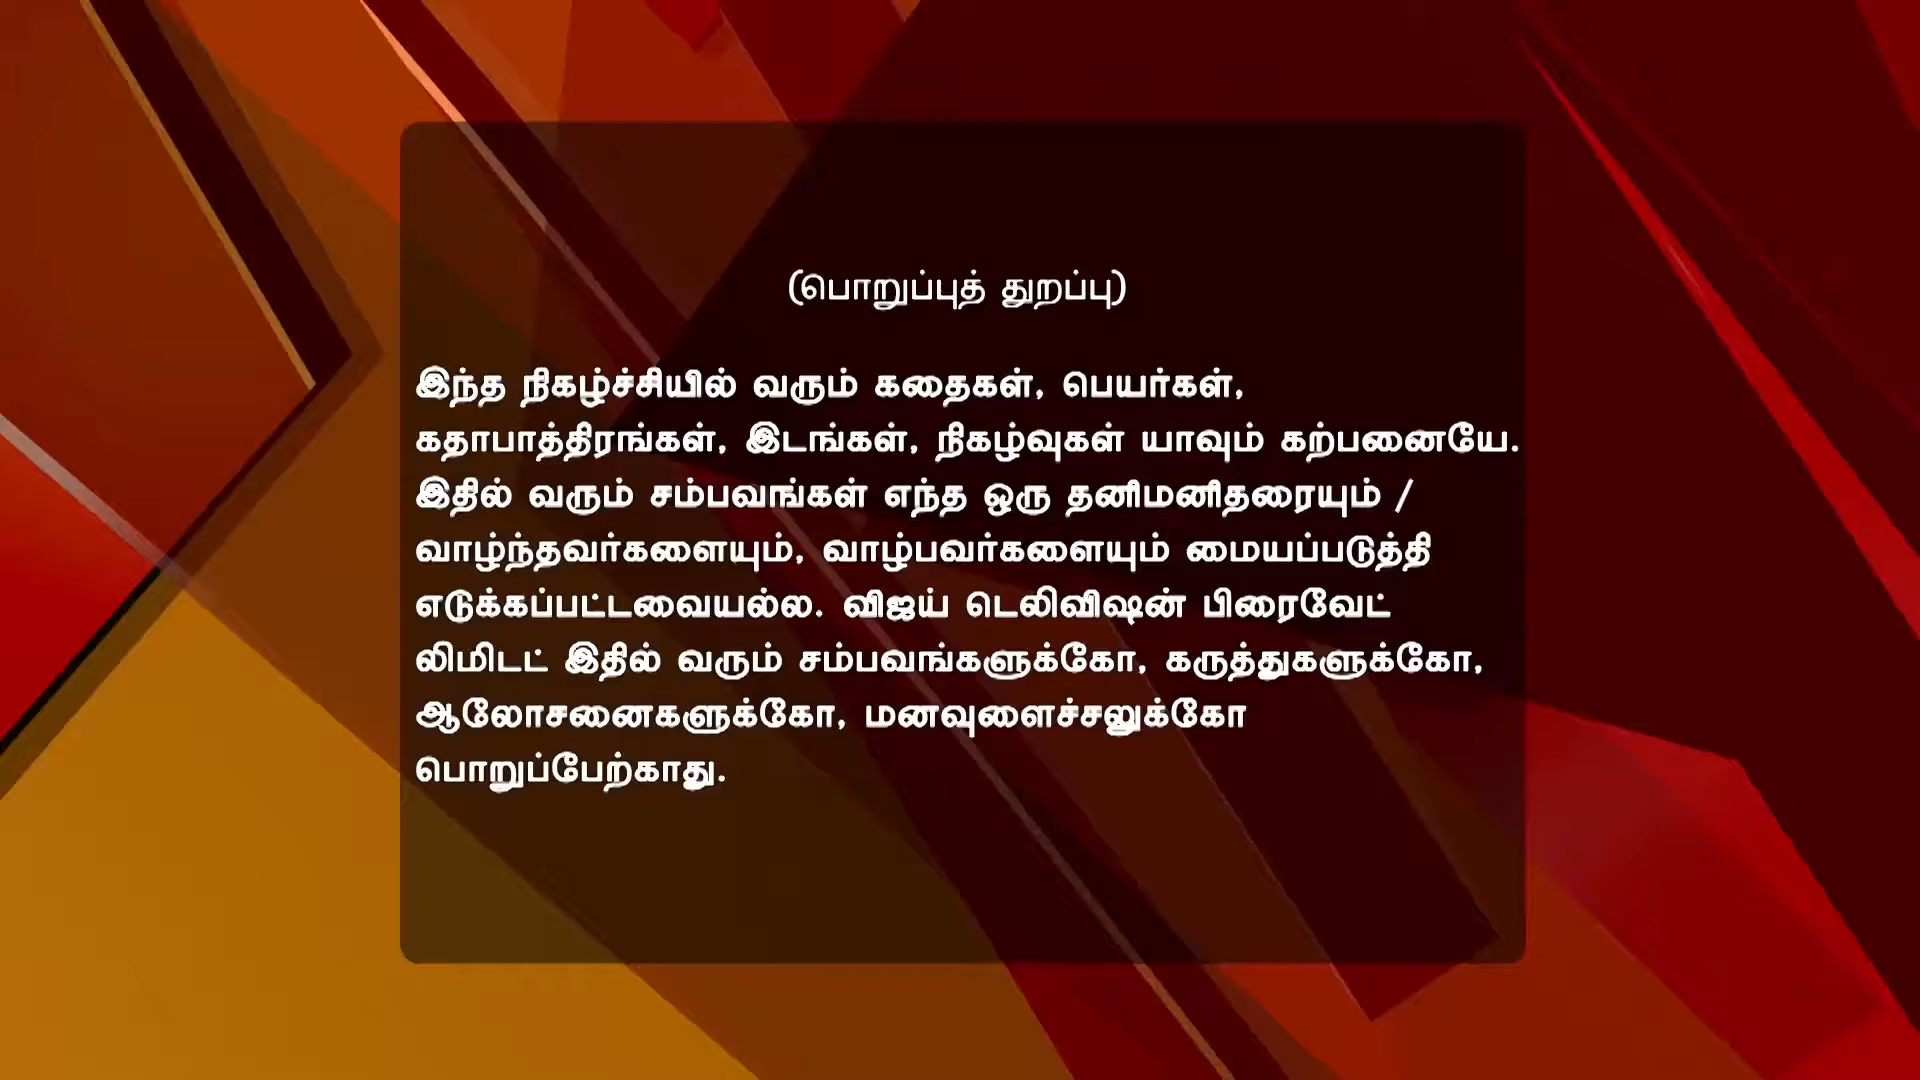 (பொறுப்புத் துறப்பு)
இந்த நிகழ்ச்சியில் வரும் கதைகள், பெயர்கள்,
கதாபாத்திரங்கள், இடங்கள், நிகழ்வுகள் யாவும் கற்பனையே.
இதில் வரும் சம்பவங்கள் எந்த ஒரு தனிமனிதரையும் /
வாழ்ந்தவர்களையும், வாழ்பவர்களையும் மையப்படுத்தி
எடுக்கப்பட்டவையல்ல. விஜய் டெலிவிஷன் பிரைவேட்
லிமிடட் இதில் வரும் சம்பவங்களுக்கோ, கருத்துகளுக்கோ,
ஆலோசனைகளுக்கோ, மனவுளைச்சலுக்கோ
பொறுப்பேற்காது.